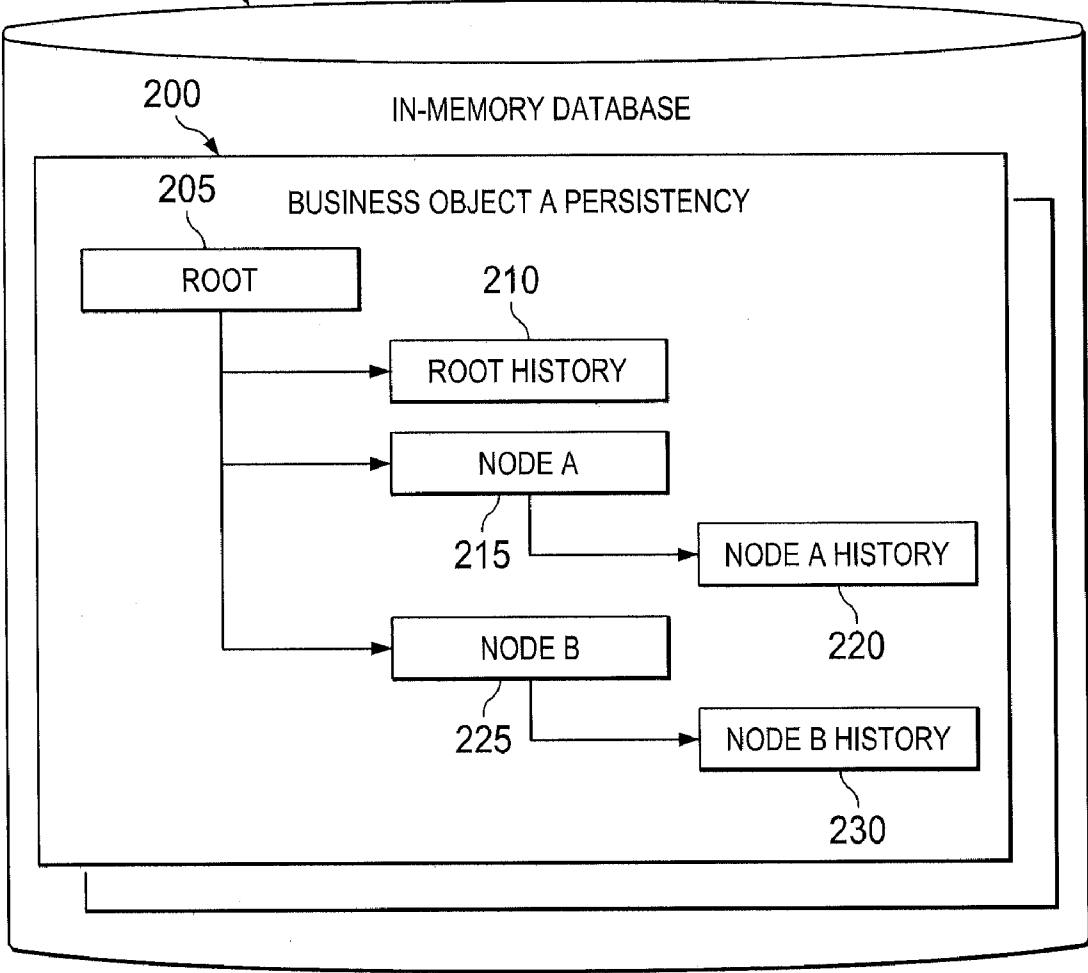 200
IN-MEMORY DATABASE
205
BUSINESS OBJECT A PERSISTENCY
ROOT
210
ROOT HISTORY
NODE A
215
NODE A HISTORY
220
NODE B
225
NODE B HISTORY
230